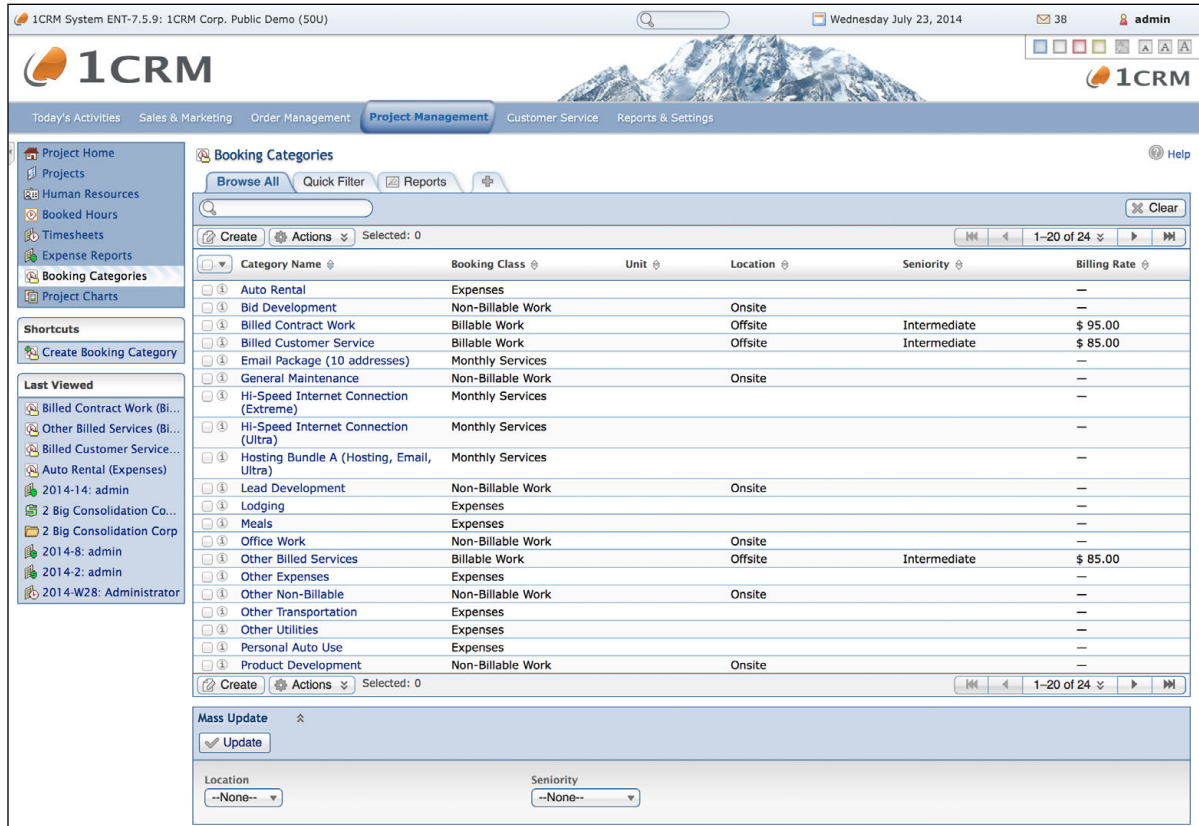 1CRM System ENT-7.5.9: 1CRM Corp. Public Demo (50U) Wednesday July 23, 2014 38 admin
1CRM
A A A
1CRM
Today's Activities Sales & Marketing Order Management Project Management Customer Service Reports & Settings
Project Home
Projects
Human Resources
Booked Hours
Timesheets
Expense Reports
Booking Categories
Project Charts
Shortcuts
Create Booking Category
Last Viewed
Billed Contract Work (Bi...
Other Billed Services (Bi...
Billed Customer Service...
Auto Rental (Expenses)
2014-14: admin
2 Big Consolidation Co...
2 Big Consolidation Corp
2014-8: admin
2014-2: admin
2014-W28: Administrator
Booking Categories Help
Browse All Quick Filter Reports
Clear
Create Actions Selected: 0 1–20 of 24
Category Name Booking Class Unit Location Seniority Billing Rate
Auto Rental Expenses —
Bid Development Non-Billable Work Onsite —
Billed Contract Work Billable Work Offsite Intermediate $ 95.00
Billed Customer Service Billable Work Offsite Intermediate $ 85.00
Email Package (10 addresses) Monthly Services —
General Maintenance Non-Billable Work Onsite —
Hi-Speed Internet Connection Monthly Services —
(Extreme)
Hi-Speed Internet Connection Monthly Services —
(Ultra)
Hosting Bundle A (Hosting, Email, Monthly Services —
Ultra)
Lead Development Non-Billable Work Onsite —
Lodging Expenses —
Meals Expenses —
Office Work Non-Billable Work Onsite —
Other Billed Services Billable Work Offsite Intermediate $ 85.00
Other Expenses Expenses —
Other Non-Billable Non-Billable Work Onsite —
Other Transportation Expenses —
Other Utilities Expenses —
Personal Auto Use Expenses —
Product Development Non-Billable Work Onsite —
Create Actions Selected: 0 1–20 of 24
Mass Update
Update
Location Seniority
--None-- --None--